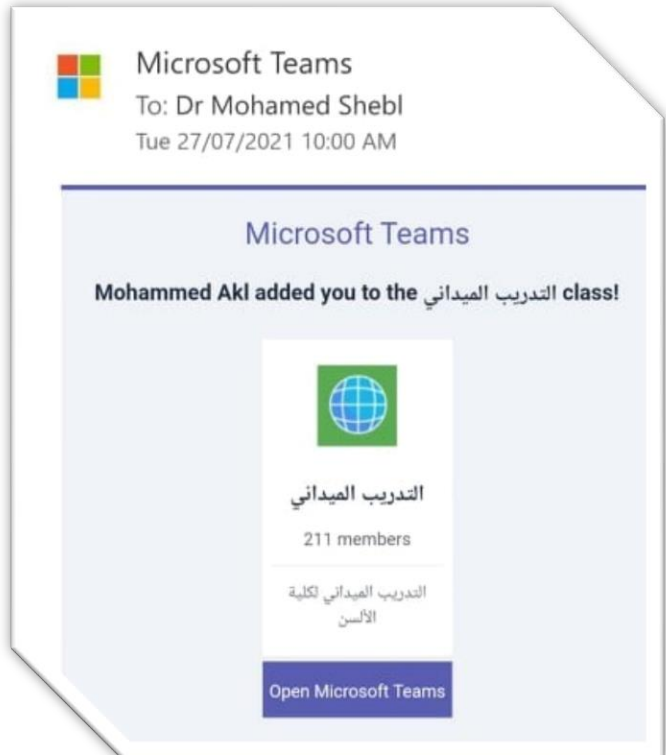 Microsoft Teams
To: Dr Mohamed Shebl
Tue 27/07/2021 10:00 AM
Microsoft Teams
Mohammed Akl added you to the التدريب الميداني class!
التدريب الميداني
211 members
التدريب الميداني لكلية
الألسن
Open Microsoft Teams